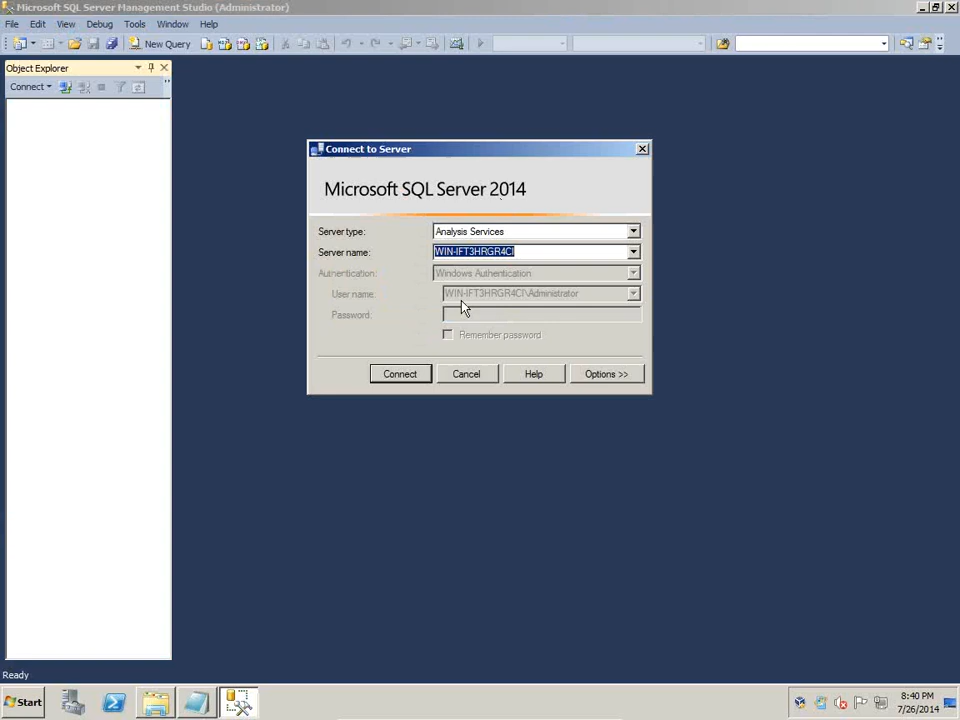 Microsoft SQL Server Management Studio (Administrator)
File Edit View Debug Tools Window Help
New Query
Object Explorer
Connect
Connect to Server
Microsoft SQL Server 2014
Server type: Analysis Services
Server name: WIN-IFT3HRGR4CI
Authentication: Windows Authentication
User name: WIN-IFT3HRGR4CI\Administrator
Password:
Remember password
Connect Cancel Help Options >>
Ready
Start
8:40 PM
7/26/2014